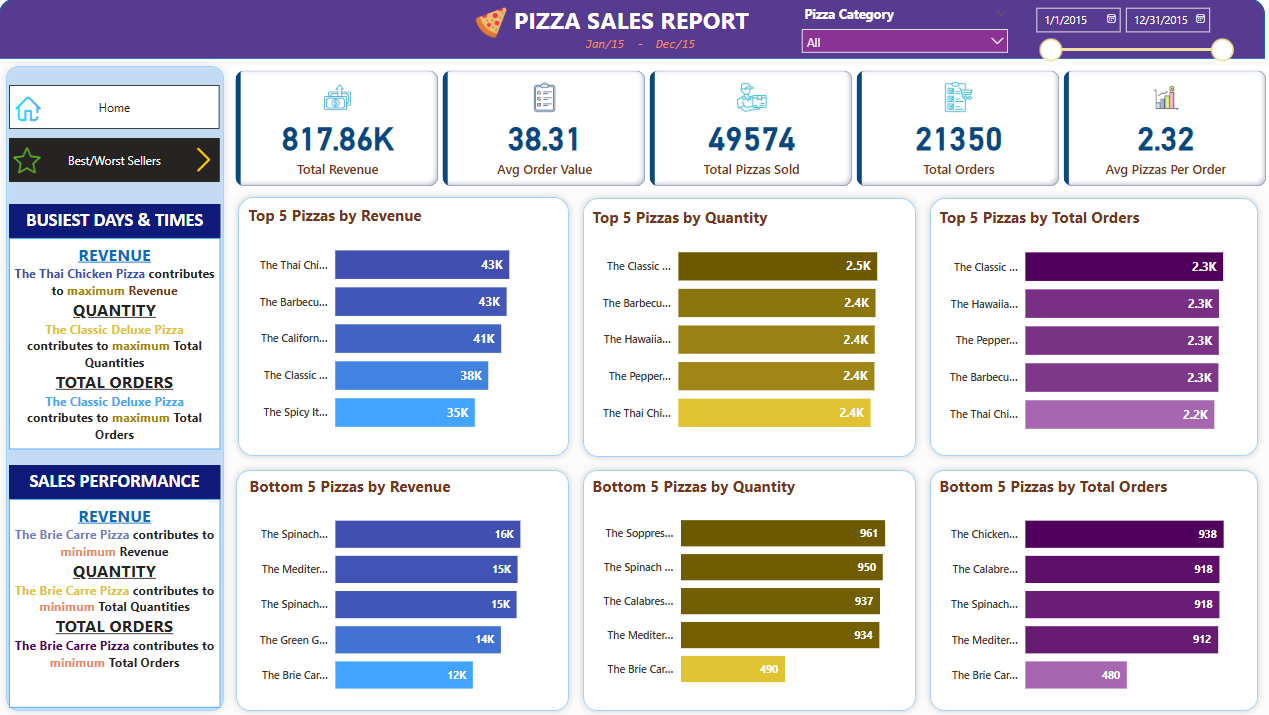 PIZZA SALES REPORT
Jan/15 - Dec/15
Pizza Category
All
1/1/2015
12/31/2015
Home
Best/Worst Sellers
BUSIEST DAYS & TIMES
REVENUE
The Thai Chicken Pizza contributes
to maximum Revenue
QUANTITY
The Classic Deluxe Pizza
contributes to maximum Total
Quantities
TOTAL ORDERS
The Classic Deluxe Pizza
contributes to maximum Total
Orders
SALES PERFORMANCE
REVENUE
The Brie Carre Pizza contributes to
minimum Revenue
QUANTITY
The Brie Carre Pizza contributes to
minimum Total Quantities
TOTAL ORDERS
The Brie Carre Pizza contributes to
minimum Total Orders
817.86K
Total Revenue
38.31
Avg Order Value
49574
Total Pizzas Sold
21350
Total Orders
2.32
Avg Pizzas Per Order
Top 5 Pizzas by Revenue
The Thai Chi... 43K
The Barbecu... 43K
The Californ... 41K
The Classic ... 38K
The Spicy It... 35K
Top 5 Pizzas by Quantity
The Classic ... 2.5K
The Barbecu... 2.4K
The Hawaiia... 2.4K
The Pepper... 2.4K
The Thai Chi... 2.4K
Top 5 Pizzas by Total Orders
The Classic ... 2.3K
The Hawaiia... 2.3K
The Pepper... 2.3K
The Barbecu... 2.3K
The Thai Chi... 2.2K
Bottom 5 Pizzas by Revenue
The Spinach... 16K
The Mediter... 15K
The Spinach... 15K
The Green G... 14K
The Brie Car... 12K
Bottom 5 Pizzas by Quantity
The Soppres... 961
The Spinach ... 950
The Calabres... 937
The Mediter... 934
The Brie Car... 490
Bottom 5 Pizzas by Total Orders
The Chicken... 938
The Calabre... 918
The Spinach... 918
The Mediter... 912
The Brie Car... 480